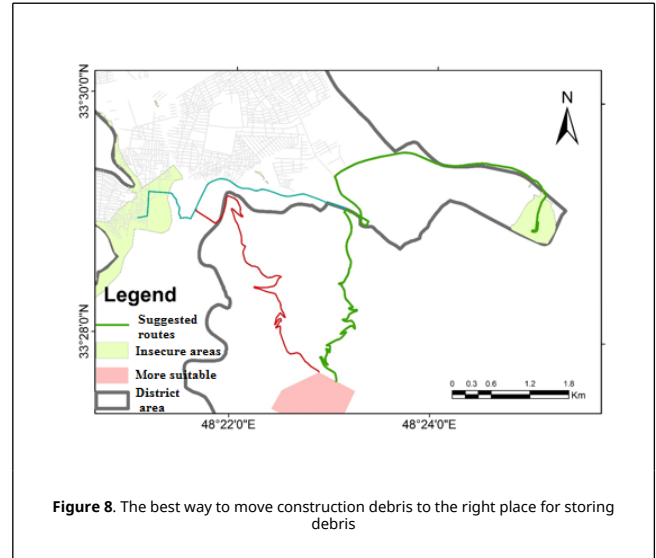 33°30'0"N
N
Legend
Suggested
routes
Insecure areas
More suitable
District
area
33°28'0"N
0 0.3 0.6 1.2 1.8
Km
48°22'0"E 48°24'0"E
Figure 8. The best way to move construction debris to the right place for storing
debris